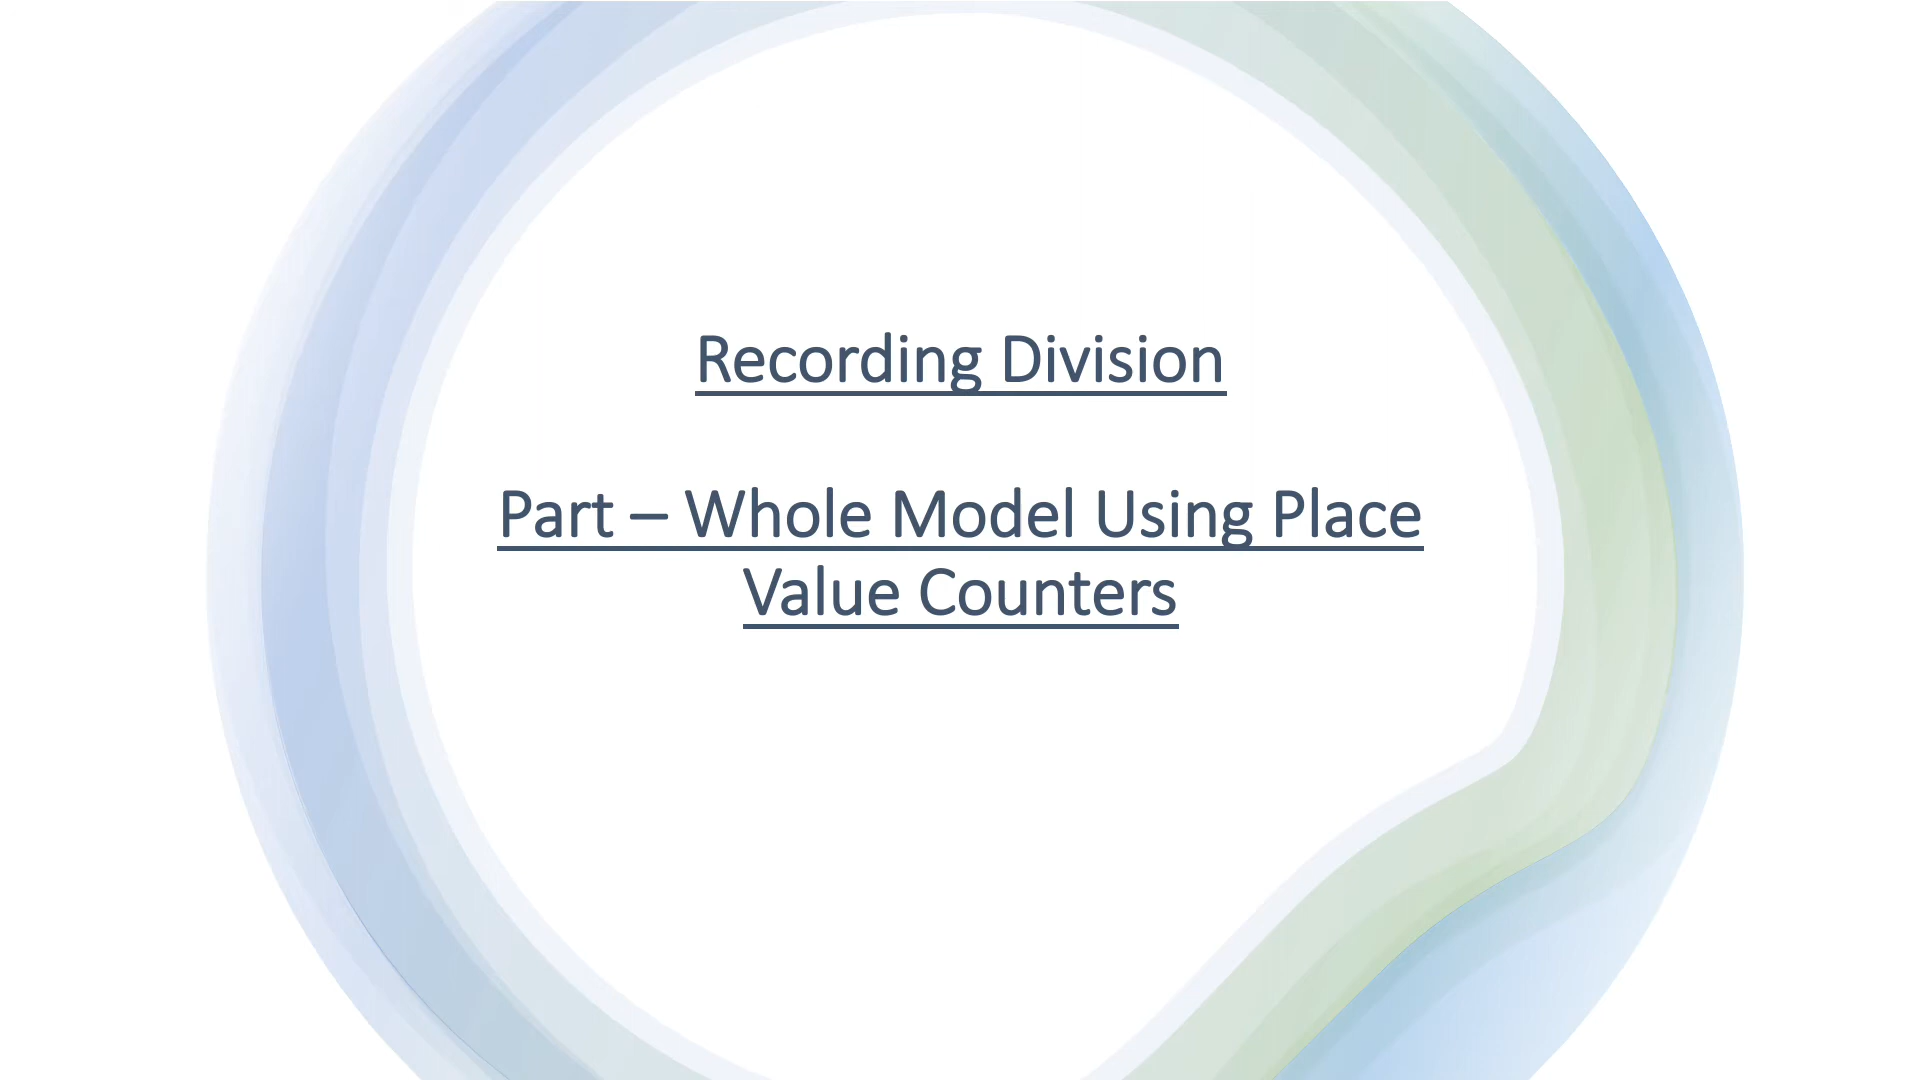 Recording Division
Part – Whole Model Using Place
Value Counters